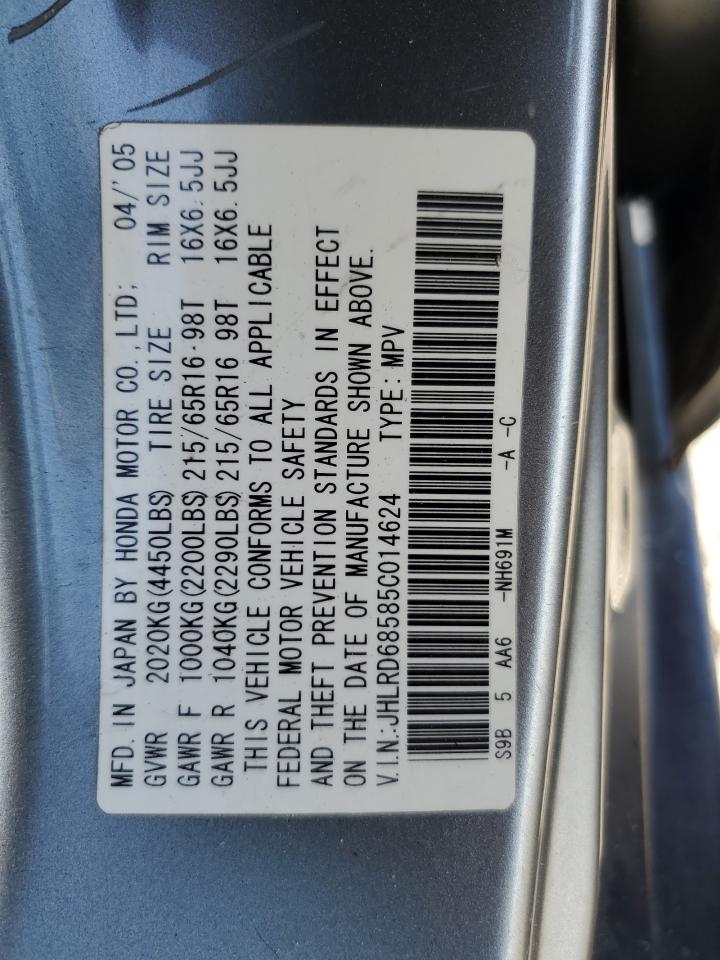 MFD. IN JAPAN BY HONDA MOTOR CO., LTD; 04/'05
GVWR 2020KG(4450LBS) TIRE SIZE RIM SIZE
GAWR F 1000KG(2200LBS) 215/65R16 98T 16X6.5JJ
GAWR R 1040KG(2290LBS) 215/65R16 98T 16X6.5JJ
THIS VEHICLE CONFORMS TO ALL APPLICABLE
FEDERAL MOTOR VEHICLE SAFETY
AND THEFT PREVENTION STANDARDS IN EFFECT
ON THE DATE OF MANUFACTURE SHOWN ABOVE.
V.I.N.:JHLRD68585C014624 TYPE: MPV
S9B 5 AA6 -NH691M -A -C